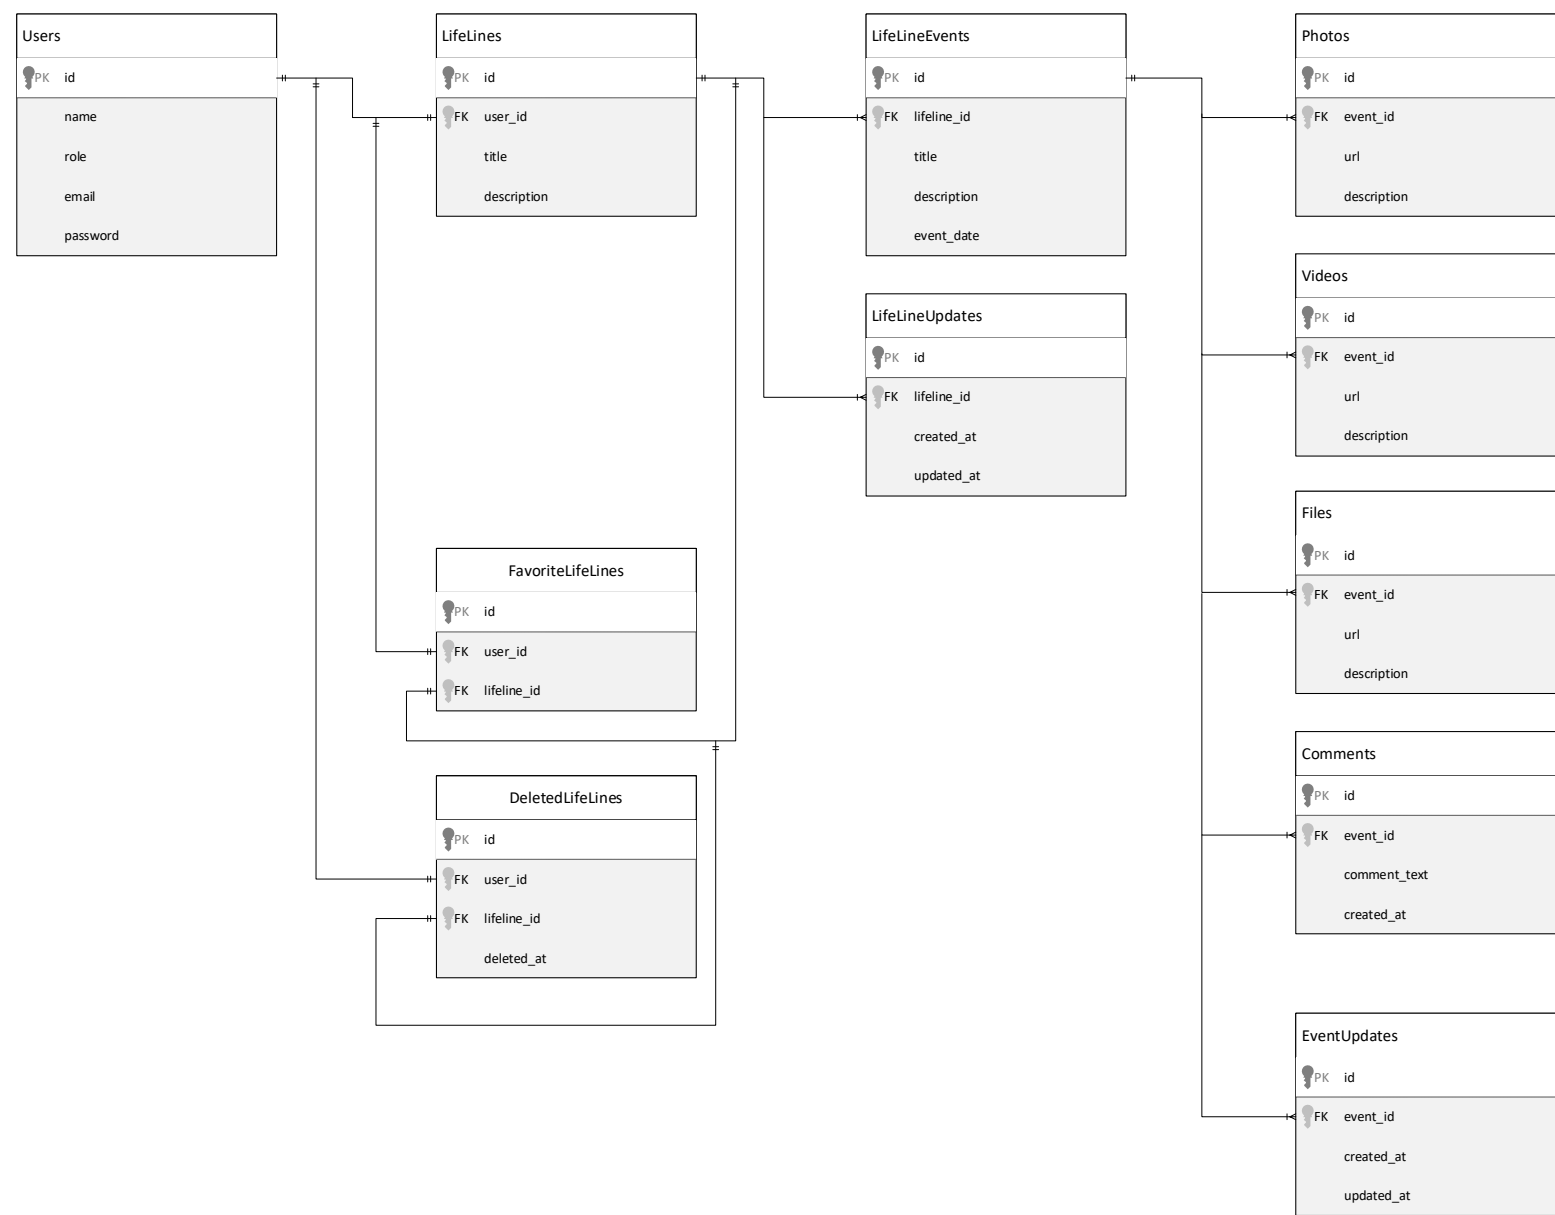 Users
PK id
name
role
email
password
LifeLines
PK id
FK user_id
title
description
LifeLineEvents
PK id
FK lifeline_id
title
description
event_date
LifeLineUpdates
PK id
FK lifeline_id
created_at
updated_at
FavoriteLifeLines
PK id
FK user_id
FK lifeline_id
DeletedLifeLines
PK id
FK user_id
FK lifeline_id
deleted_at
Photos
PK id
FK event_id
url
description
Videos
PK id
FK event_id
url
description
Files
PK id
FK event_id
url
description
Comments
PK id
FK event_id
comment_text
created_at
EventUpdates
PK id
FK event_id
created_at
updated_at